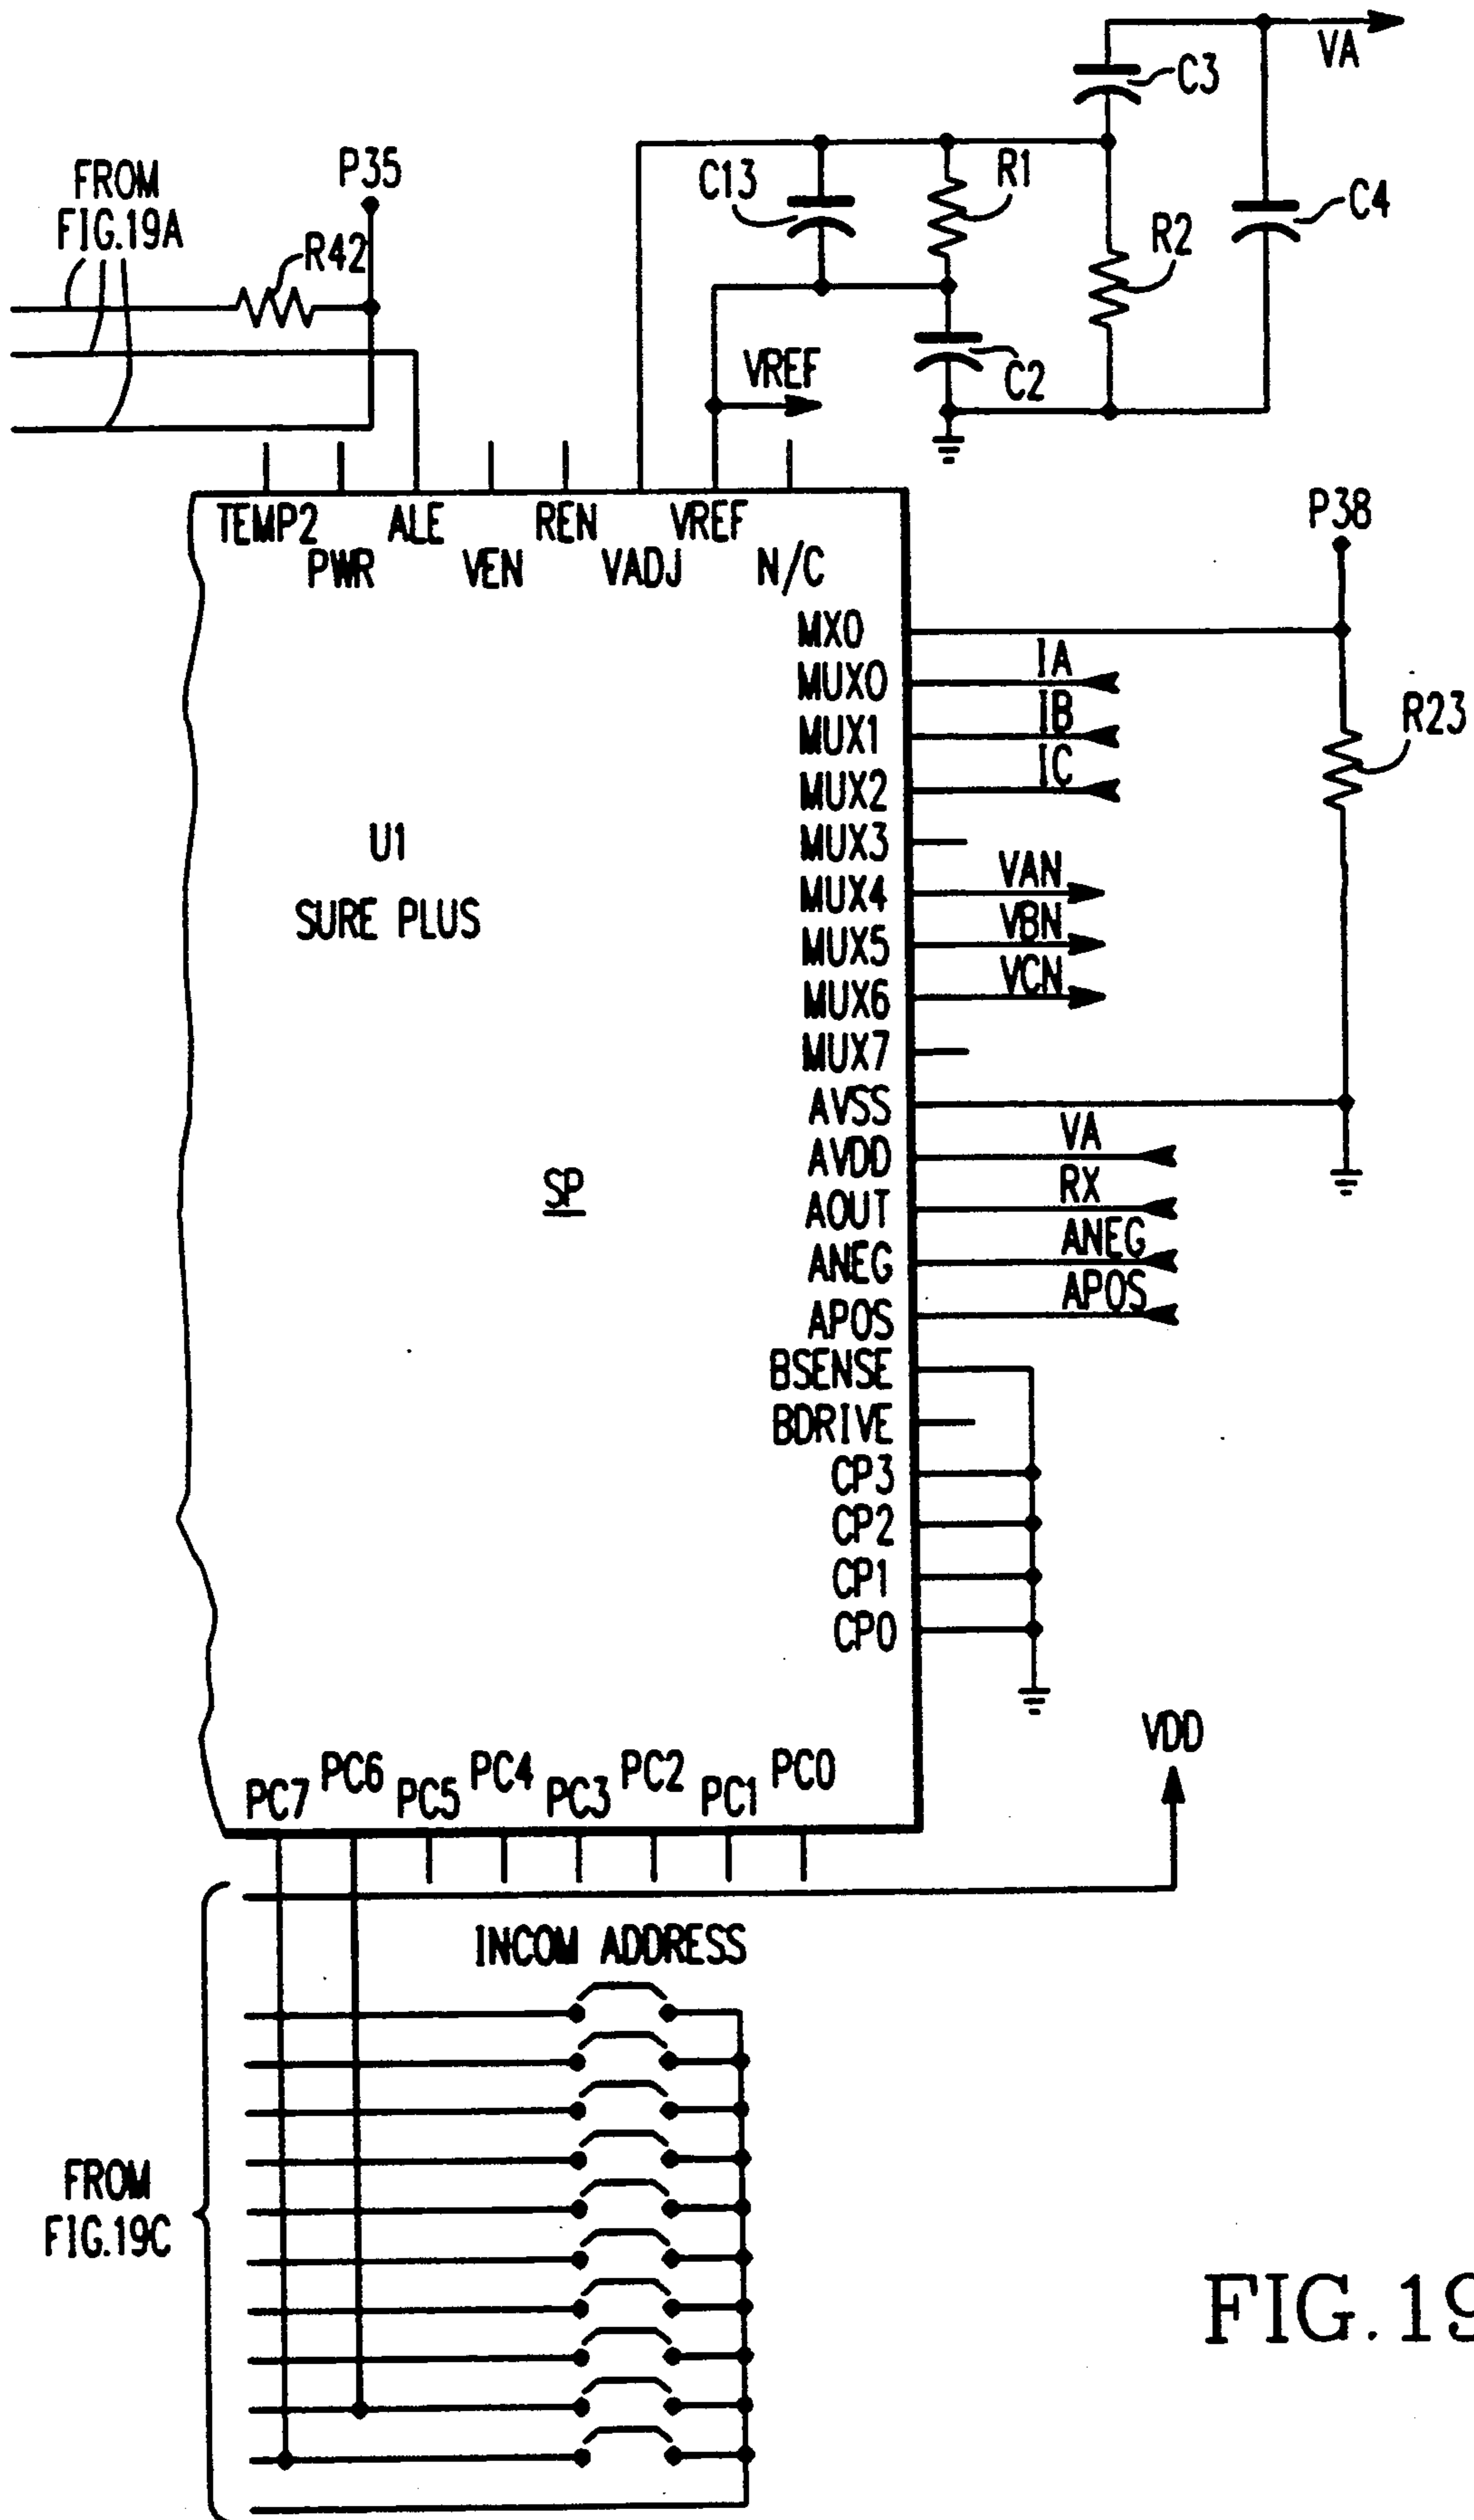 VA
C3
FROM
FIG.19A
P35
C13
R1
C4
R42
R2
VREF
C2
TEMP2
ALE
REN
VREF
PWR
VEN
VADJ
N/C
P38
MX0
MUX0
IA
MUX1
IB
MUX2
IC
R23
MUX3
U1
SURE PLUS
MUX4
VAN
MUX5
VBN
MUX6
VCN
MUX7
AVSS
AVDD
VA
SP
AOUT
RX
ANEG
ANEG
APOS
APOS
BSENSE
BDRIVE
CP3
CP2
CP1
CP0
VDD
PC7
PC6
PC5
PC4
PC3
PC2
PC1
PC0
INCOM ADDRESS
FROM
FIG.19C
FIG.19